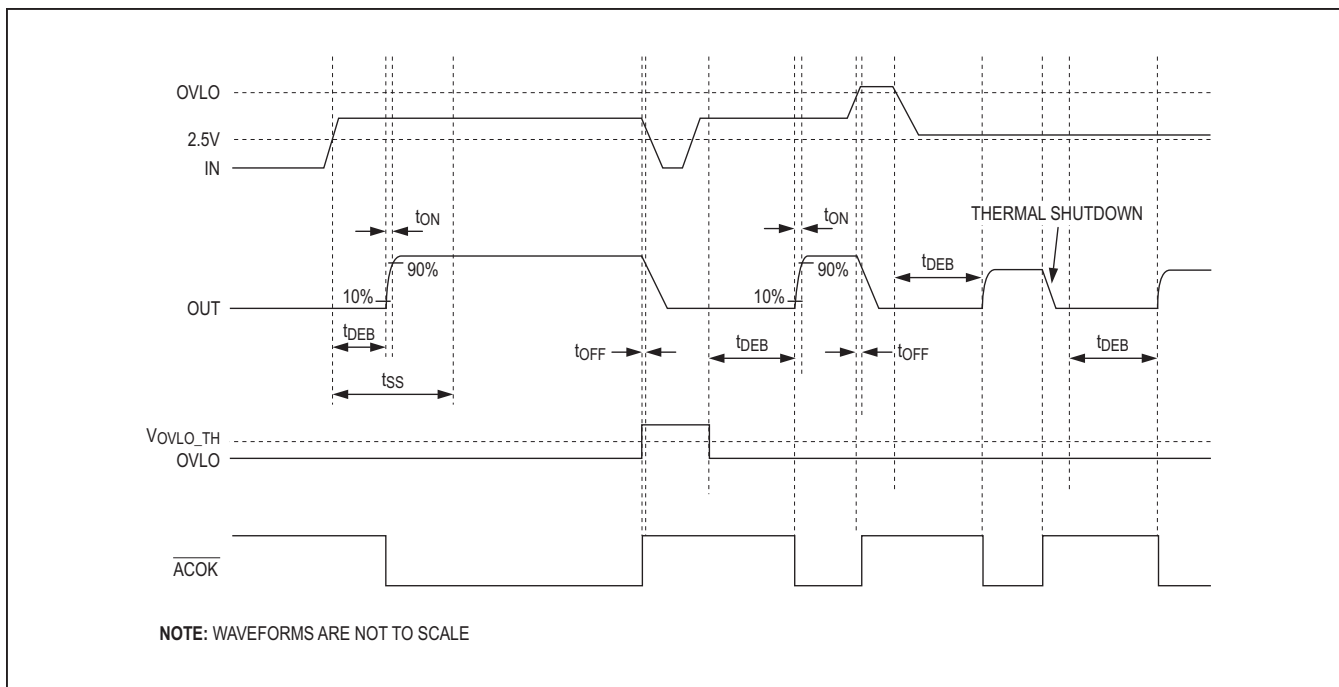 OVLO
2.5V
IN
tON
tON
THERMAL SHUTDOWN
90%
90%
tDEB
10%
10%
OUT
tDEB
tOFF
tDEB
tOFF
tDEB
tSS
VOVLO_TH
OVLO
ACOK
NOTE: WAVEFORMS ARE NOT TO SCALE